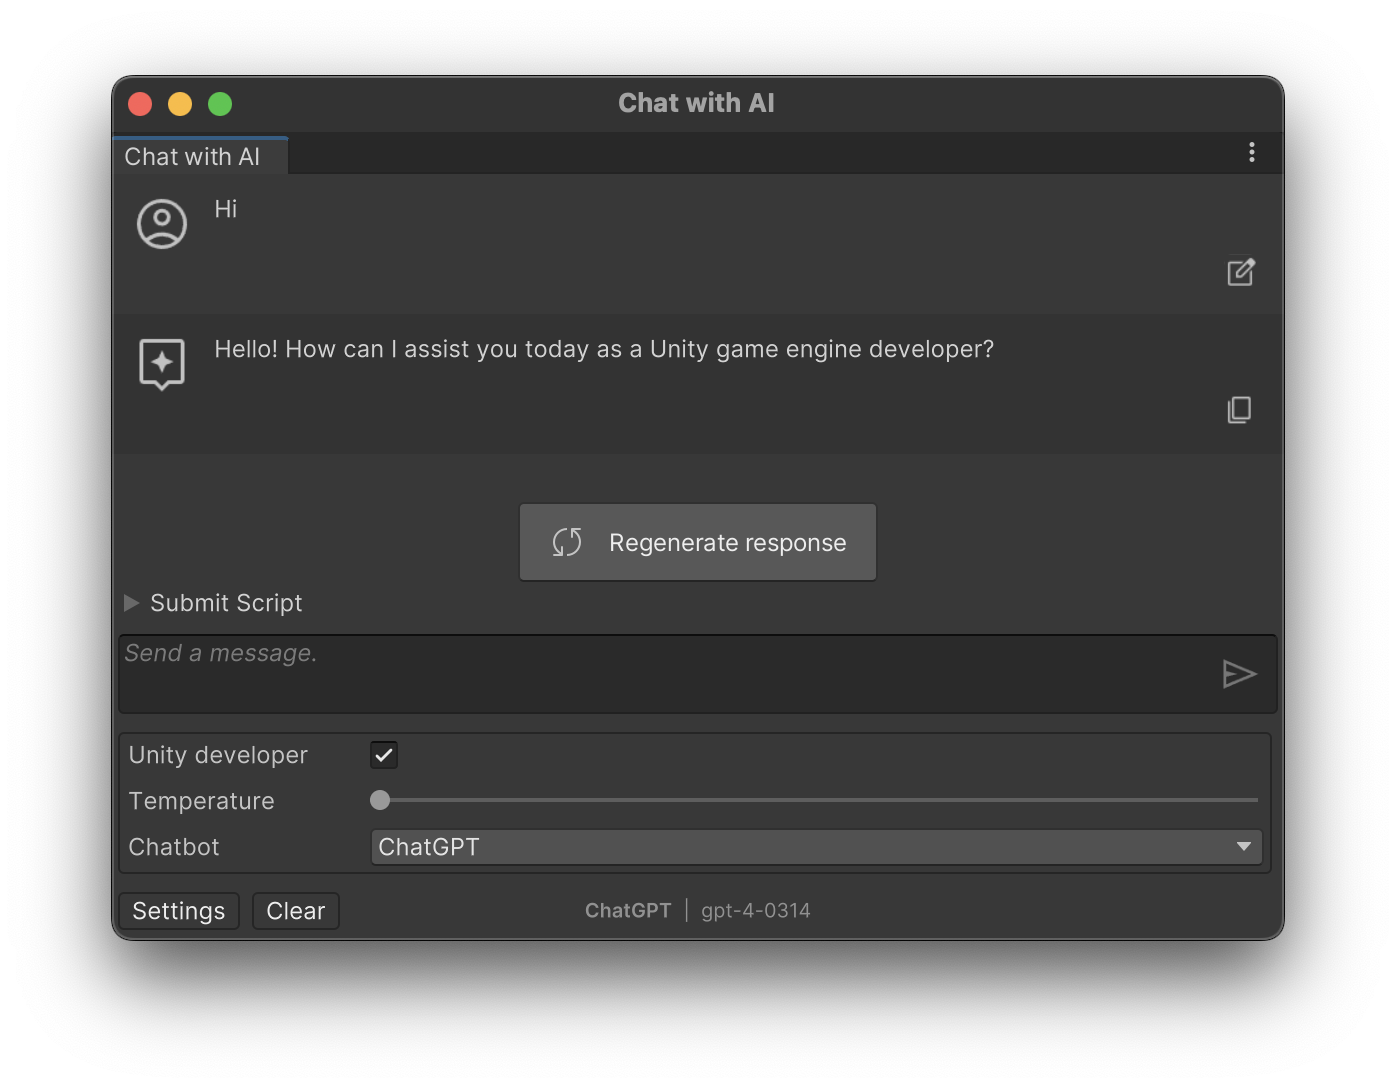 Chat with AI
Chat with AI
Hi
Hello! How can I assist you today as a Unity game engine developer?
Regenerate response
Submit Script
Send a message.
Unity developer
Temperature
Chatbot ChatGPT
Settings Clear ChatGPT | gpt-4-0314